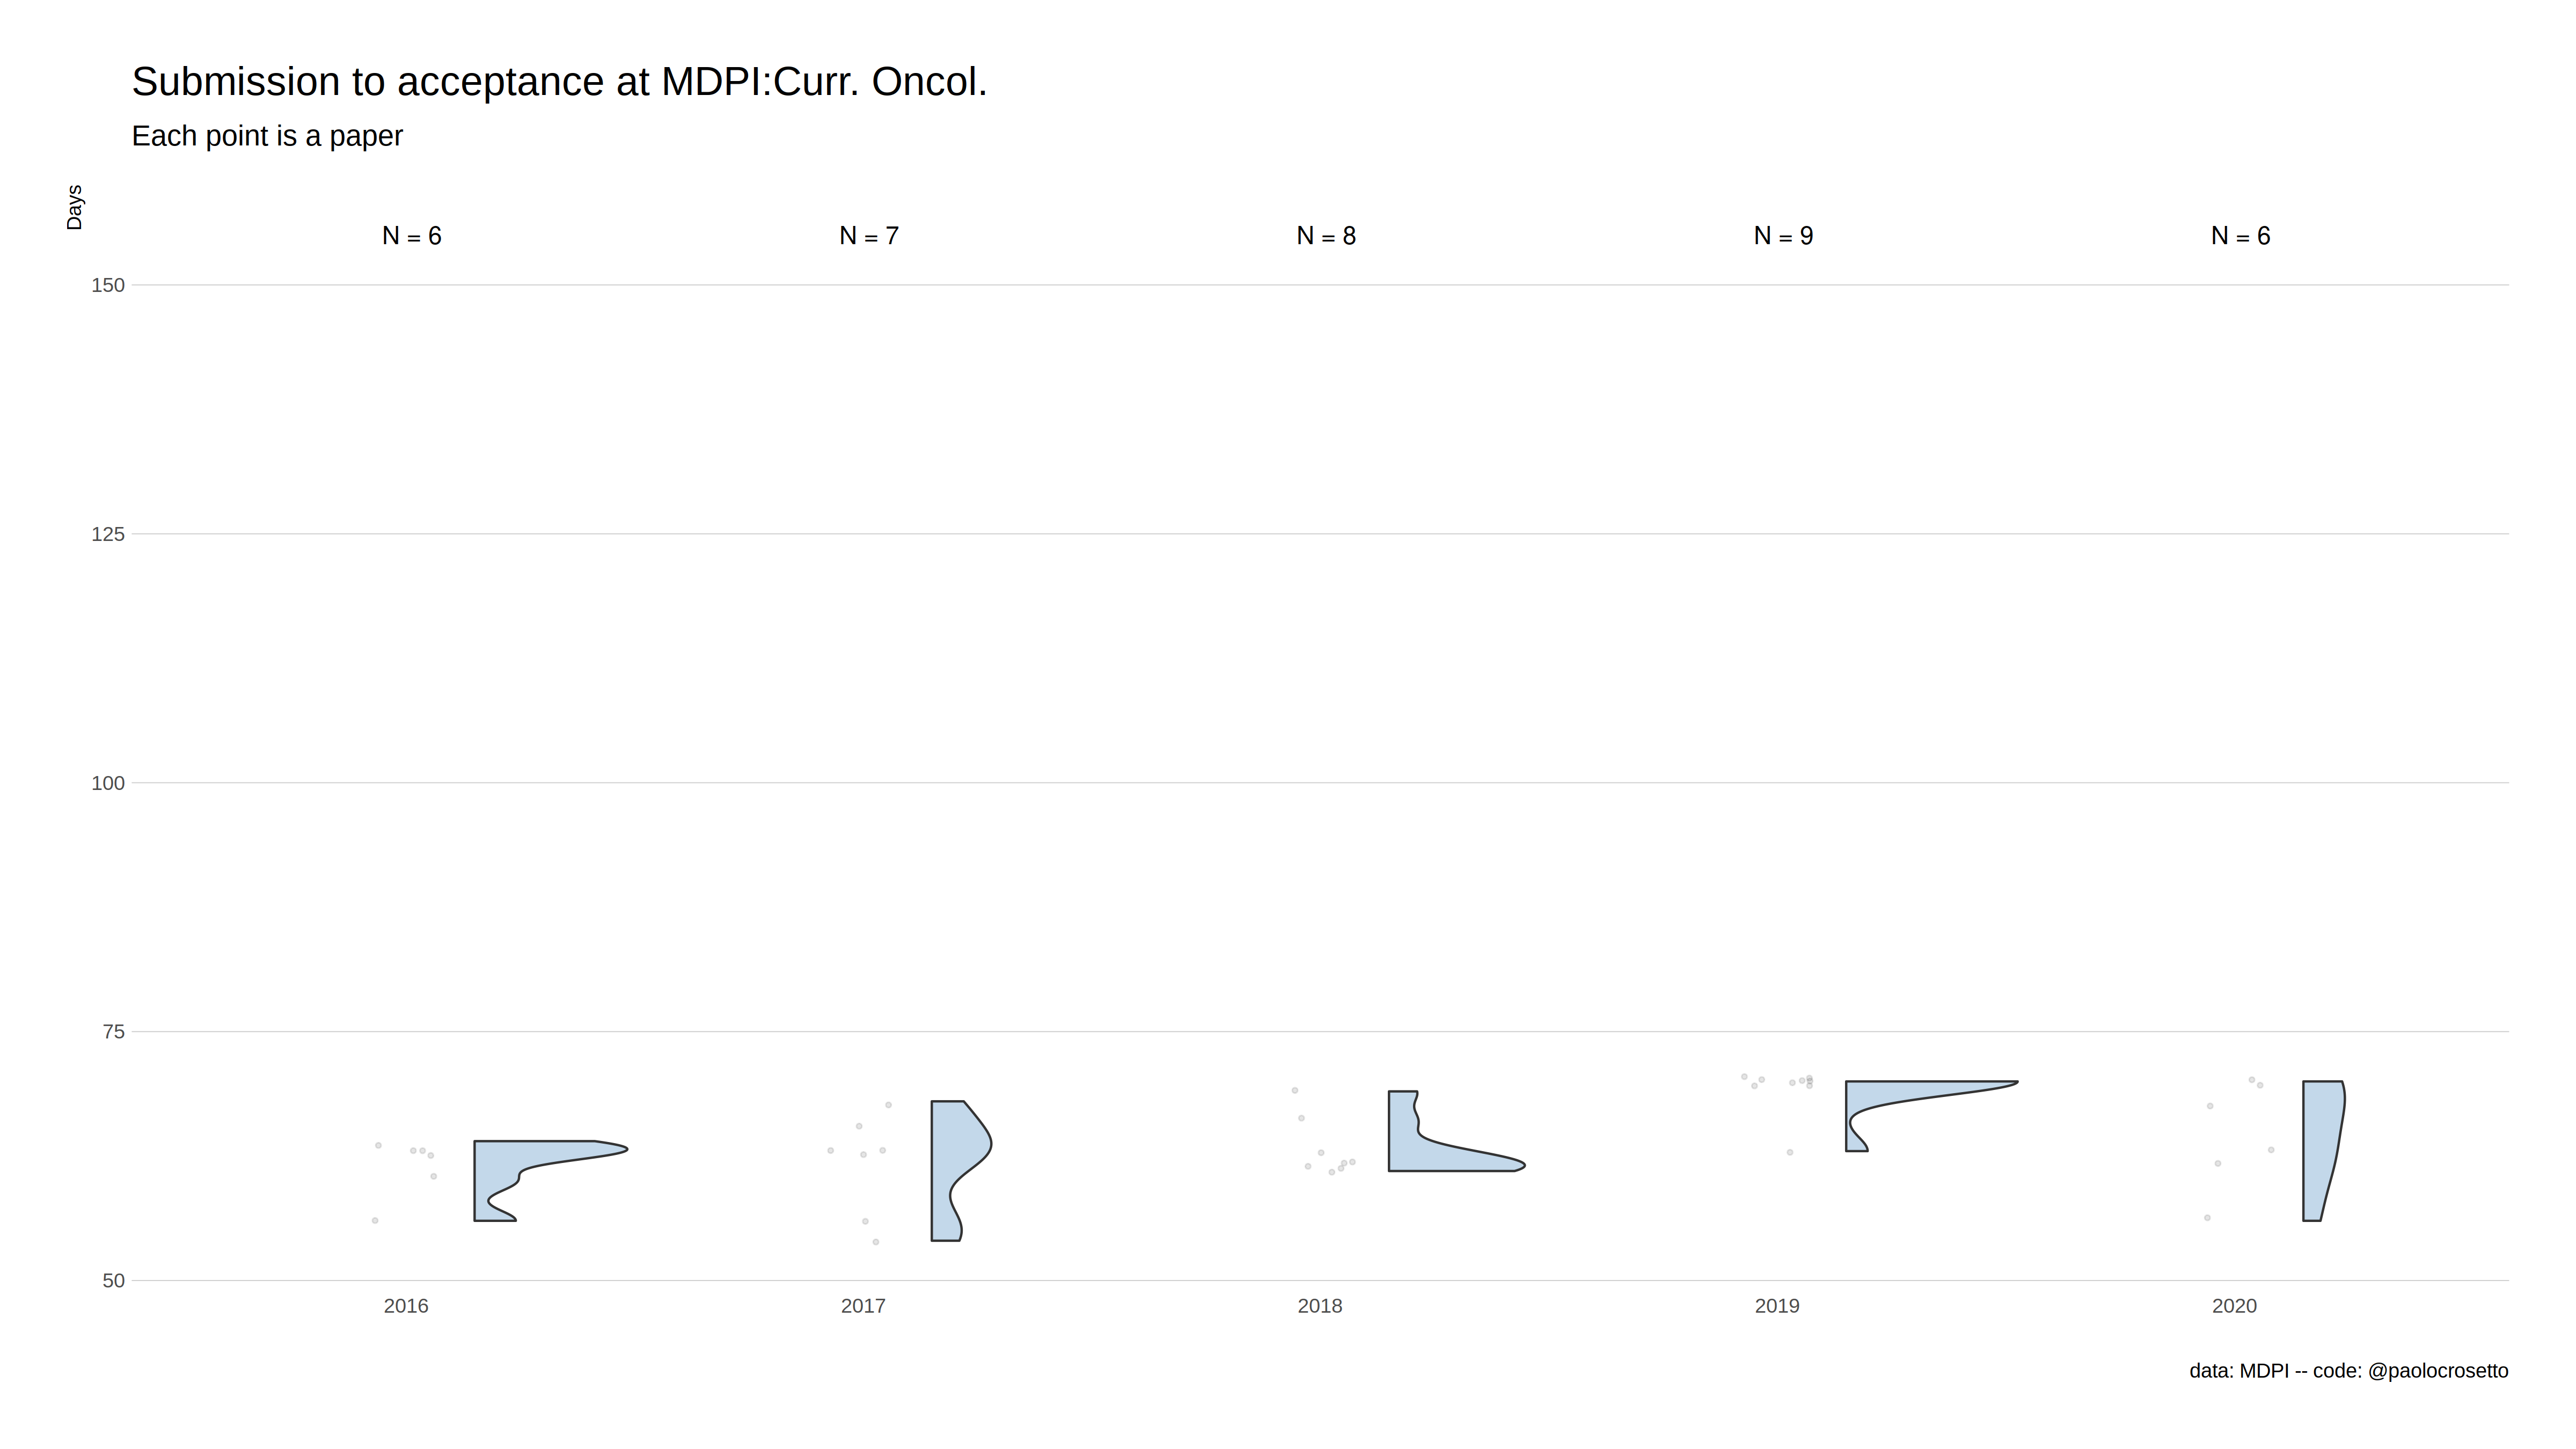 Submission to acceptance at MDPI:Curr. Oncol.
Each point is a paper
Days
N = 6 N = 7 N = 8 N = 9 N = 6
150
125
100
75
50
2016 2017 2018 2019 2020
data: MDPI -- code: @paolocrosetto